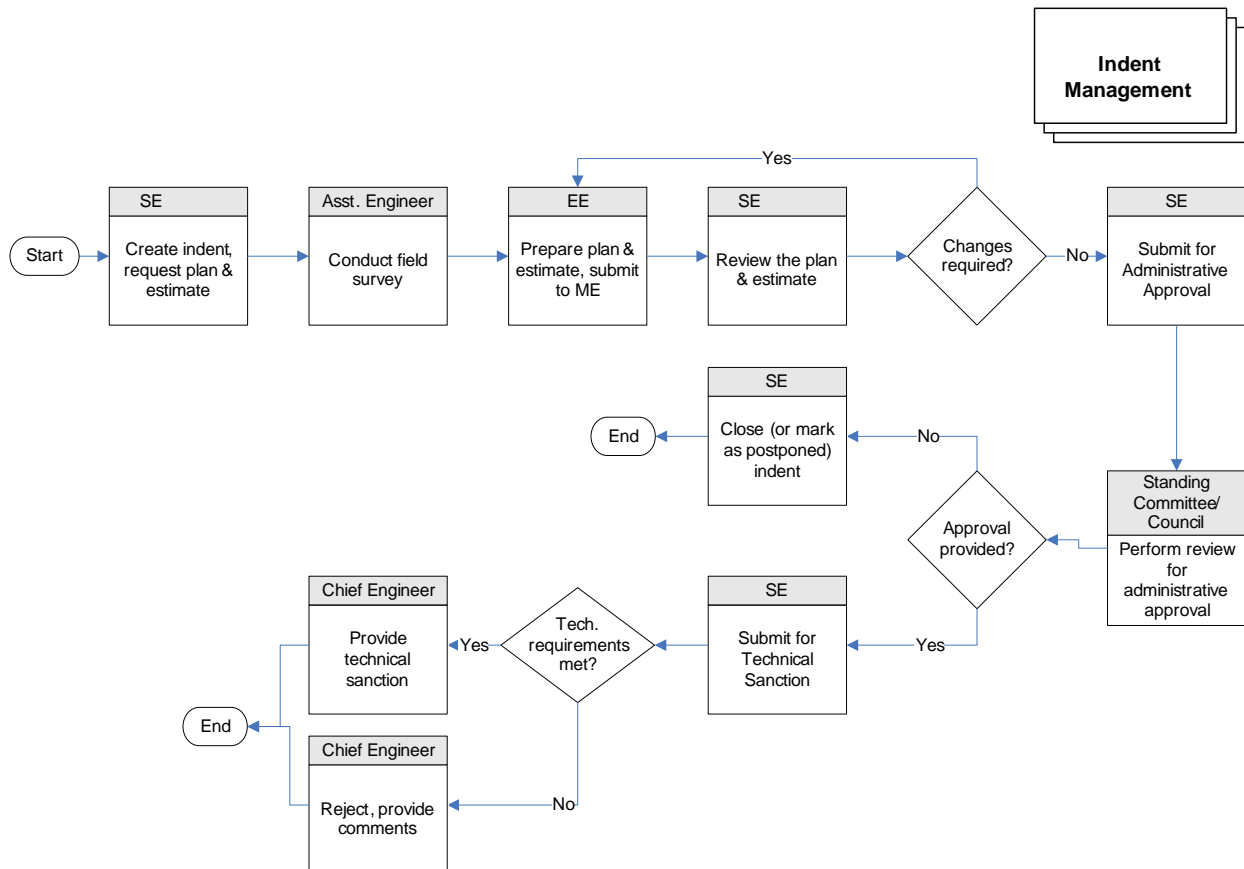 Indent
Management
Yes
SE
Create indent,
request plan &
estimate
Asst. Engineer
Conduct field
survey
EE
Prepare plan &
estimate, submit
to ME
SE
Review the plan
& estimate
Changes
required?
No
SE
Submit for
Administrative
Approval
Start
SE
Close (or mark
as postponed)
indent
End
No
Standing
Committee/
Council
Perform review
for
administrative
approval
Approval
provided?
Yes
SE
Submit for
Technical
Sanction
Tech.
requirements
met?
Yes
Chief Engineer
Provide
technical
sanction
End
Chief Engineer
Reject, provide
comments
No